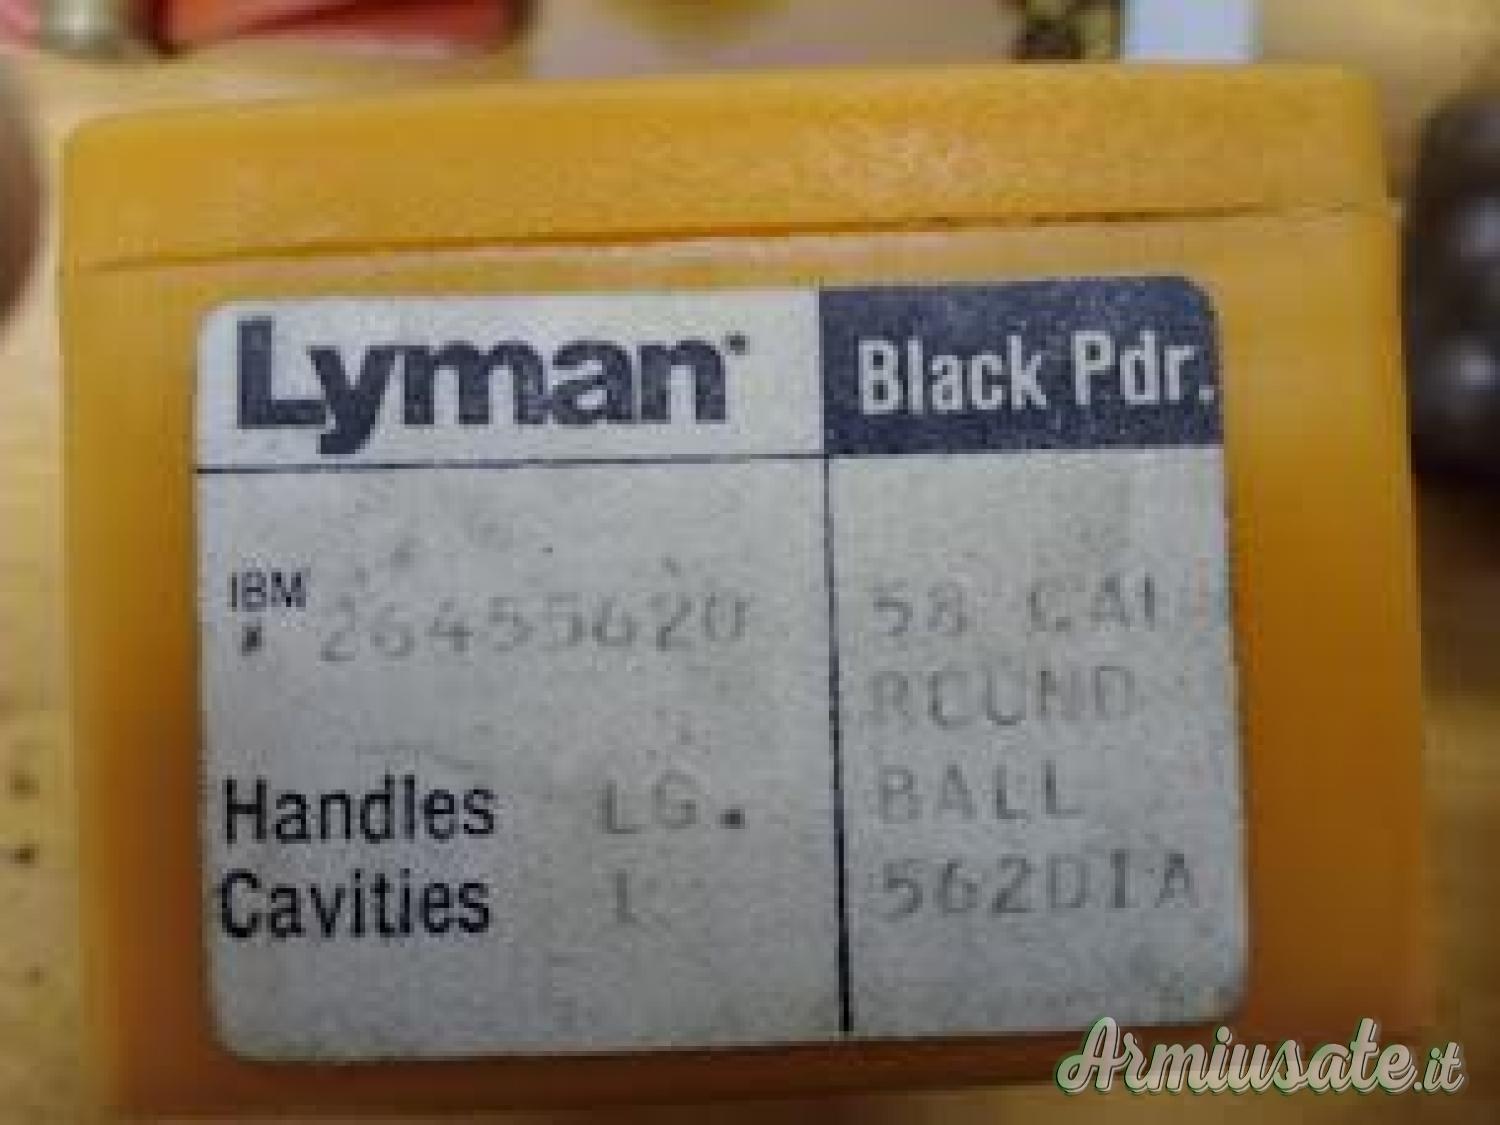 Lyman®
Black Pdr.
IBM
# 26455620
Handles LG.
Cavities 1
58 CAL
ROUND
BALL
562DIA
Armiusate.it